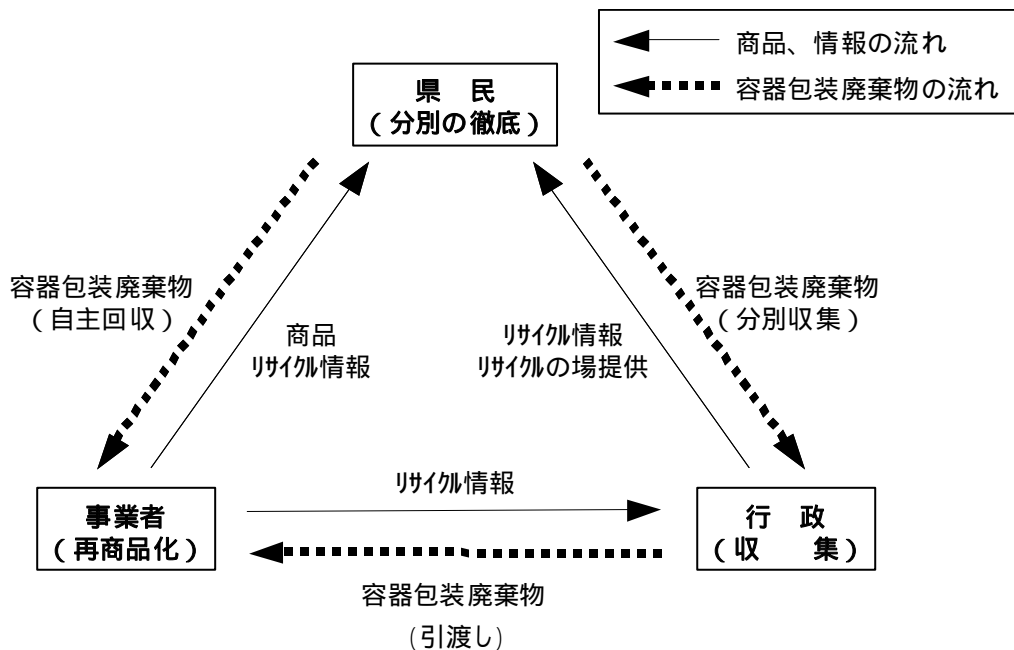 商品、情報の流れ
容器包装廃棄物の流れ
県　民
（分別の徹底）
容器包装廃棄物
（自主回収）
商品
ﾘｻｲｸﾙ情報
ﾘｻｲｸﾙ情報
ﾘｻｲｸﾙの場提供
容器包装廃棄物
（分別収集）
事業者
（再商品化）
ﾘｻｲｸﾙ情報
行　政
（収　　集）
容器包装廃棄物
(引渡し)